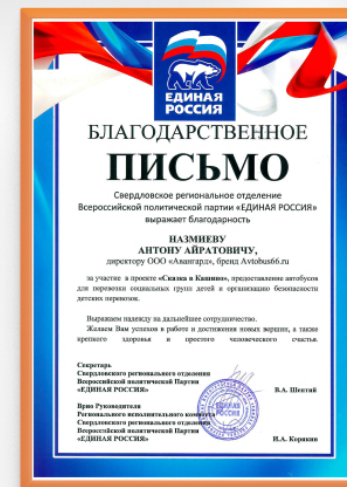 ЕДИНАЯ
РОССИЯ
БЛАГОДАРСТВЕННОЕ
ПИСЬМО
Свердловское региональное отделение
Всероссийской политической партии «ЕДИНАЯ РОССИЯ»
выражает благодарность
НАЗМИЕВУ
АНТОНУ АЙРАТОВИЧУ,
директору ООО «Авангард», бренд Avtobus66.ru
за участие в проекте «Сказка в Кашино», предоставление автобусов
для перевозки социальных групп детей и организацию безопасности
детских перевозок.
Выражаем надежду на дальнейшее сотрудничество.
Желаем Вам успехов в работе и достижения новых вершин, а также
крепкого здоровья и простого человеческого счастья.
Секретарь
Свердловского регионального отделения
Всероссийской политической Партии
«ЕДИНАЯ РОССИЯ»
В.А. Шептий
Врио Руководителя
Регионального исполнительного комитета
Свердловского регионального отделения
Всероссийской политической Партии
«ЕДИНАЯ РОССИЯ»
И.А. Корякин
ЕДИНАЯ
РОССИЯ